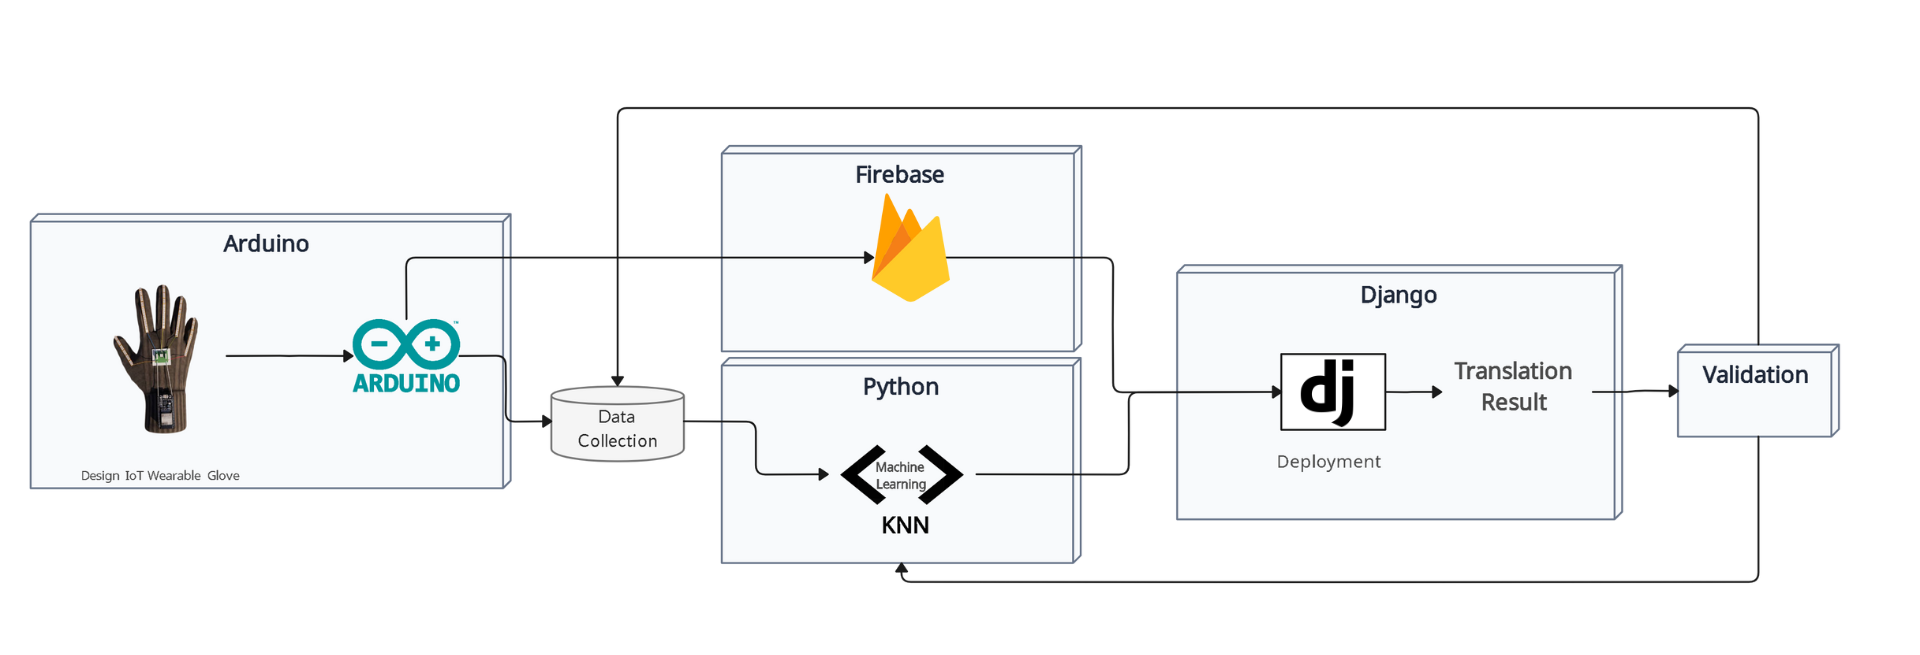 Arduino
ARDUINO
™
Design IoT Wearable Glove
Data
Collection
Firebase
Python
Machine
Learning
KNN
Django
dj
Deployment
Translation
Result
Validation